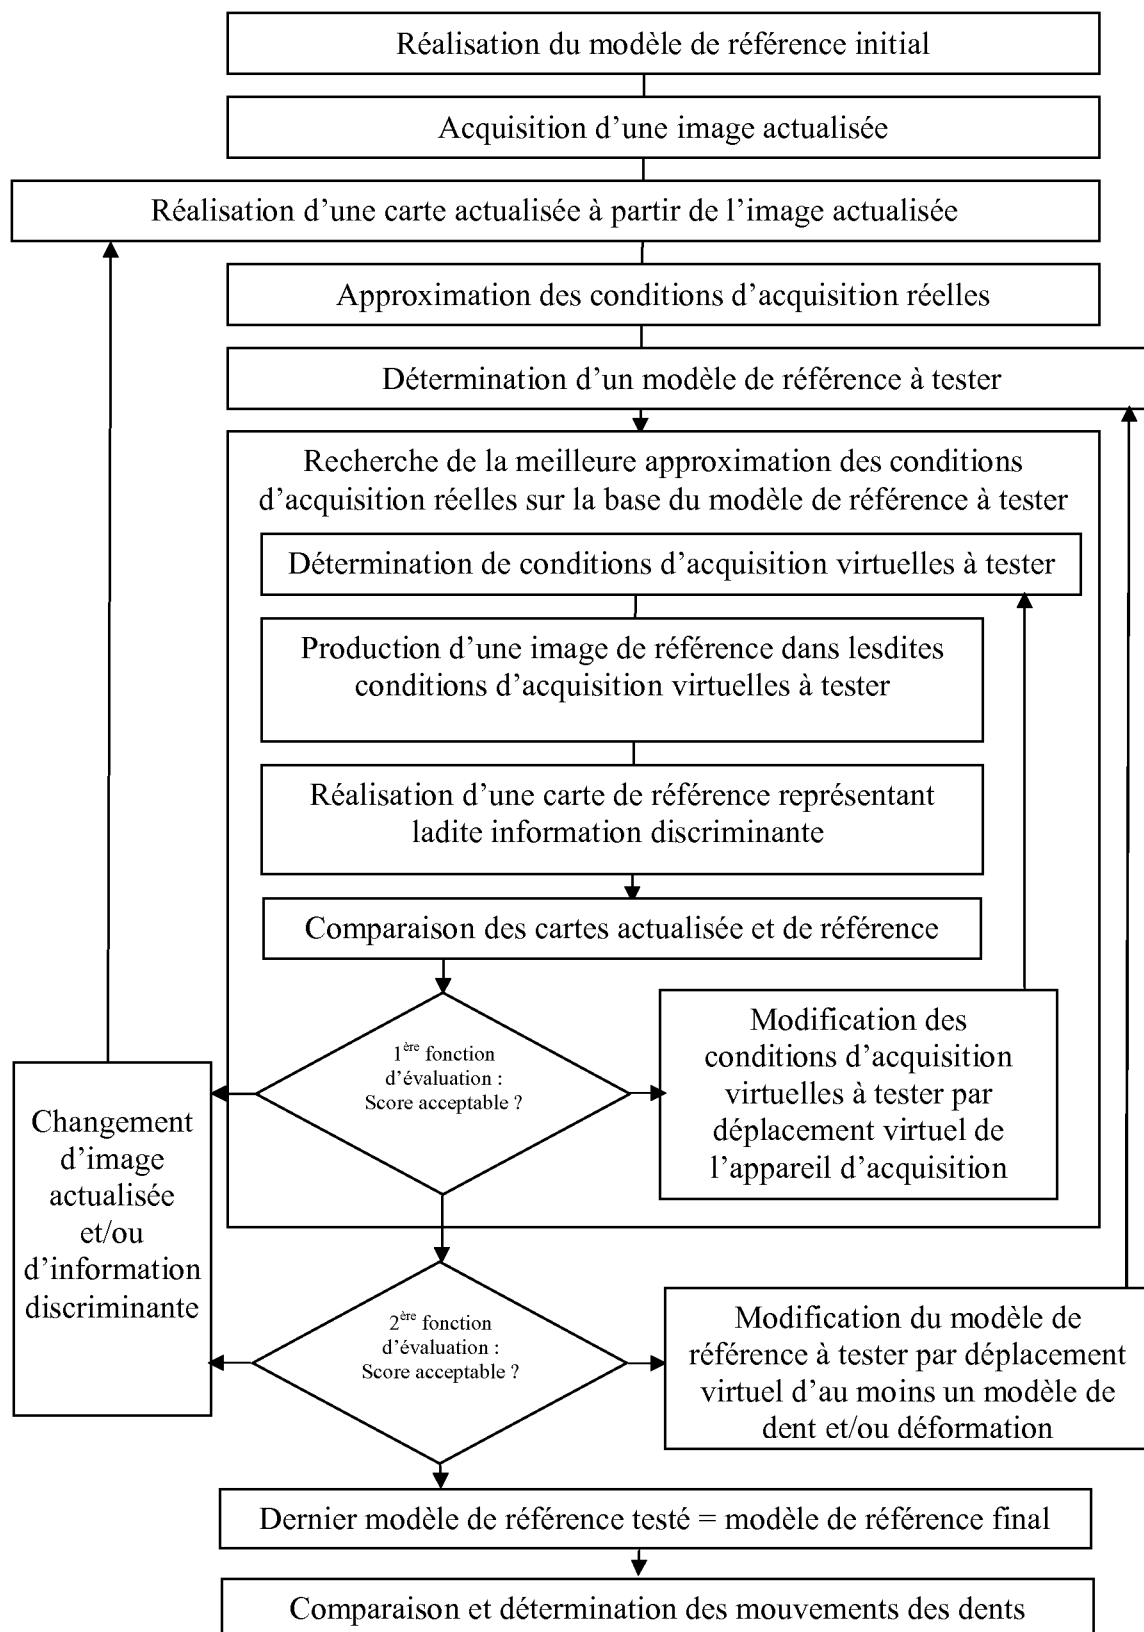 Réalisation du modèle de référence initial
Acquisition d’une image actualisée
Réalisation d’une carte actualisée à partir de l’image actualisée
Approximation des conditions d’acquisition réelles
Détermination d’un modèle de référence à tester
Recherche de la meilleure approximation des conditions
d’acquisition réelles sur la base du modèle de référence à tester
Détermination de conditions d’acquisition virtuelles à tester
Production d’une image de référence dans lesdites
conditions d’acquisition virtuelles à tester
Réalisation d’une carte de référence représentant
ladite information discriminante
Comparaison des cartes actualisée et de référence
1ère fonction
d’évaluation :
Score acceptable ?
Modification des
conditions d’acquisition
virtuelles à tester par
déplacement virtuel de
l’appareil d’acquisition
Changement
d’image
actualisée
et/ou
d’information
discriminante
2ère fonction
d’évaluation :
Score acceptable ?
Modification du modèle de
référence à tester par déplacement
virtuel d’au moins un modèle de
dent et/ou déformation
Dernier modèle de référence testé = modèle de référence final
Comparaison et détermination des mouvements des dents